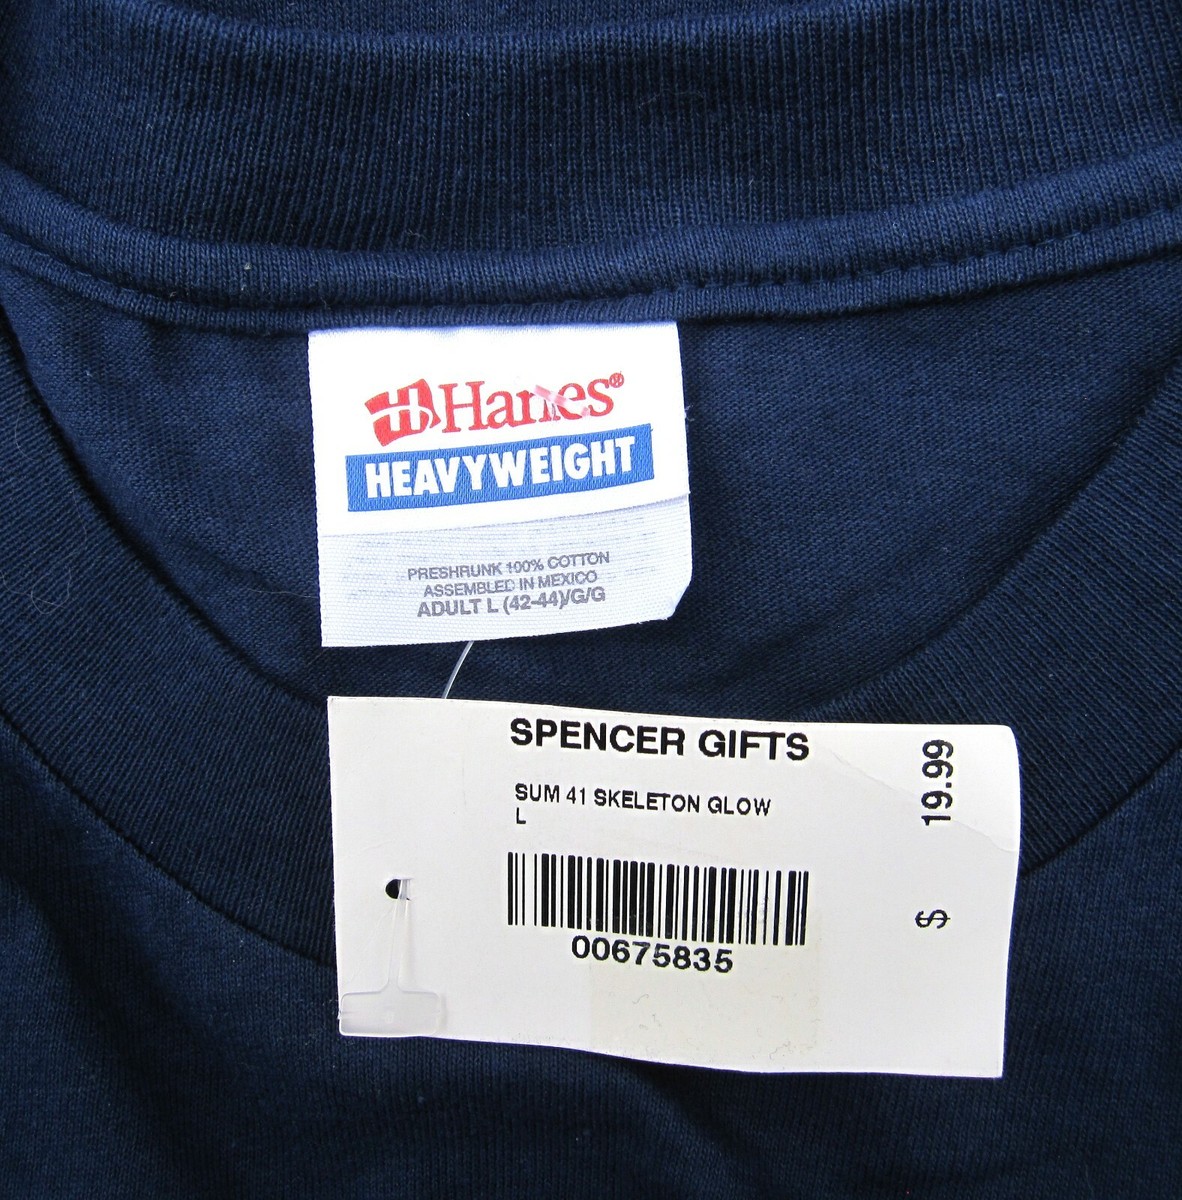 Hanes®
HEAVYWEIGHT
PRESHRUNK 100% COTTON
ASSEMBLED IN MEXICO
ADULT L (42-44)/G/G
SPENCER GIFTS
SUM 41 SKELETON GLOW
L
00675835
$ 19.99